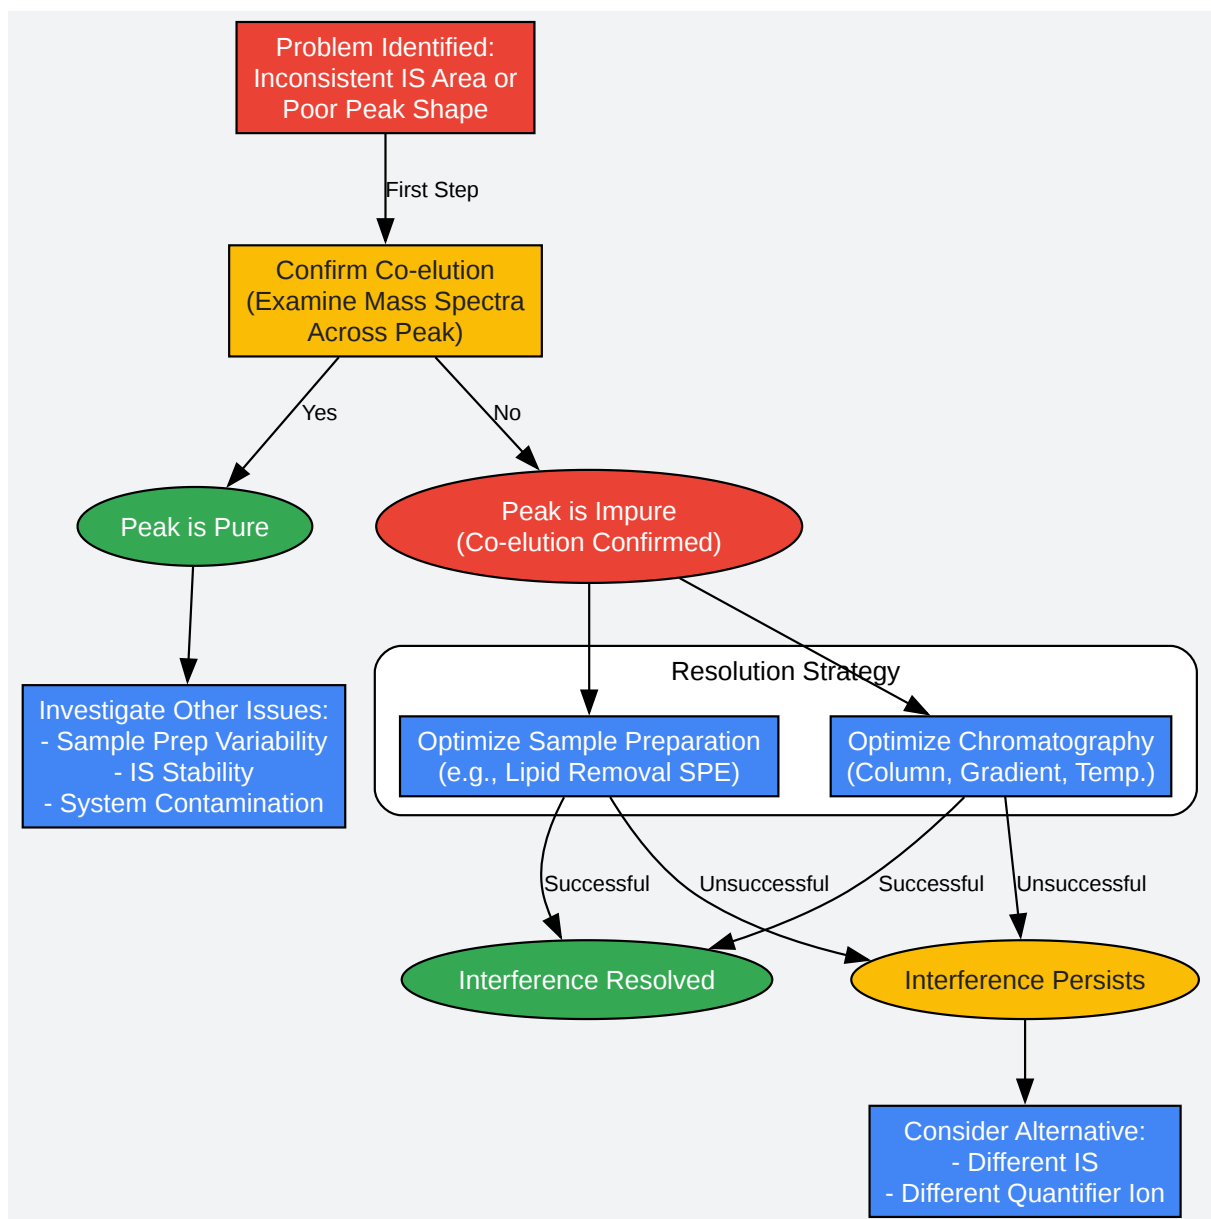 Problem Identified:
Inconsistent IS Area or
Poor Peak Shape
First Step
Confirm Co-elution
(Examine Mass Spectra
Across Peak)
Yes
No
Peak is Pure
Peak is Impure
(Co-elution Confirmed)
Resolution Strategy
Investigate Other Issues:
- Sample Prep Variability
- IS Stability
- System Contamination
Optimize Sample Preparation
(e.g., Lipid Removal SPE)
Optimize Chromatography
(Column, Gradient, Temp.)
Successful
Unsuccessful
Successful
Unsuccessful
Interference Resolved
Interference Persists
Consider Alternative:
- Different IS
- Different Quantifier Ion